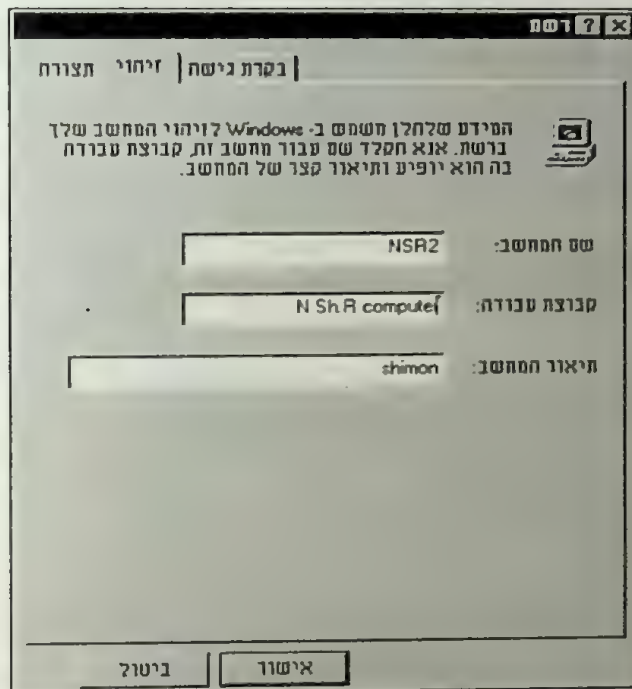 רשת
בקרת גישה זיהוי תצורה
המידע שלחלן משמש ב- Windows לזיהוי המחשב שלך
ברשת. אנא הקלד שם עבור מחשב זה, קבוצת עבודה
בה הוא יופיע ותיאור קצר של המחשב.
שם המחשב: NSR2
קבוצת עבודה: N Sh.R computer
תיאור המחשב: shimon
אישור ביטול